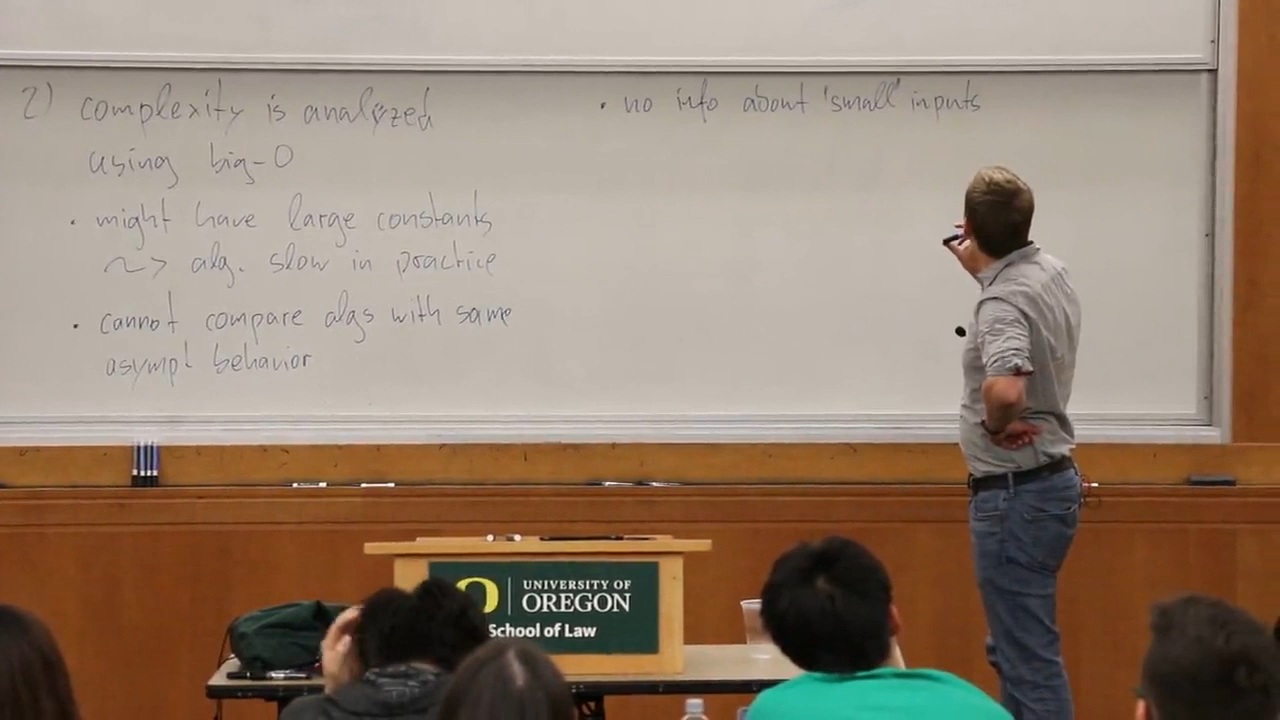 2) complexity is analyzed
using big-O
• might have large constants
~> alg. slow in practice
• cannot compare algs with same
asympt behavior
• no info about 'small' inputs
O
UNIVERSITY OF
OREGON
School of Law